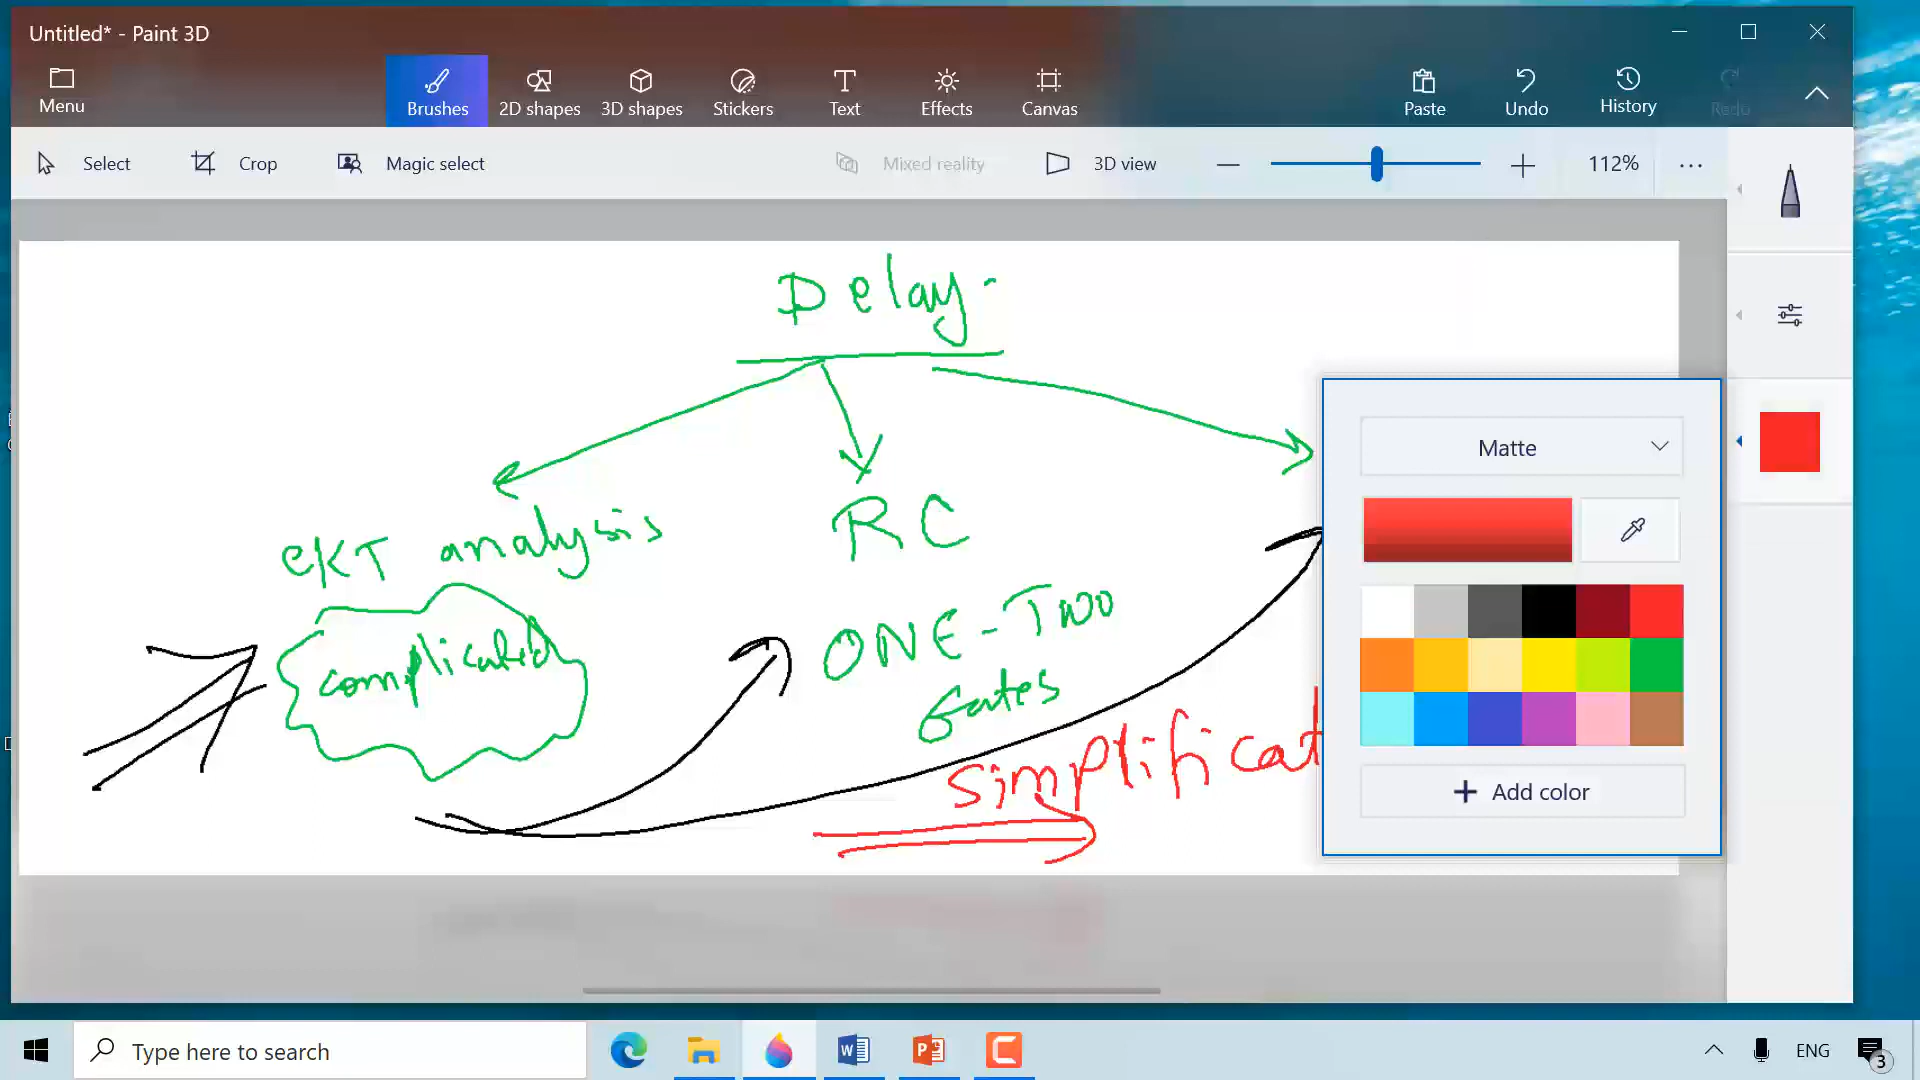 Untitled* - Paint 3D
Menu
Brushes
2D shapes
3D shapes
Stickers
Text
Effects
Canvas
Paste
Undo
History
Redo
Select
Crop
Magic select
Mixed reality
3D view
112%
Delay
eKT analysis
RC
complicated
ONE-Two
Gates
simplificat
Matte
Add color
Type here to search
ENG
3